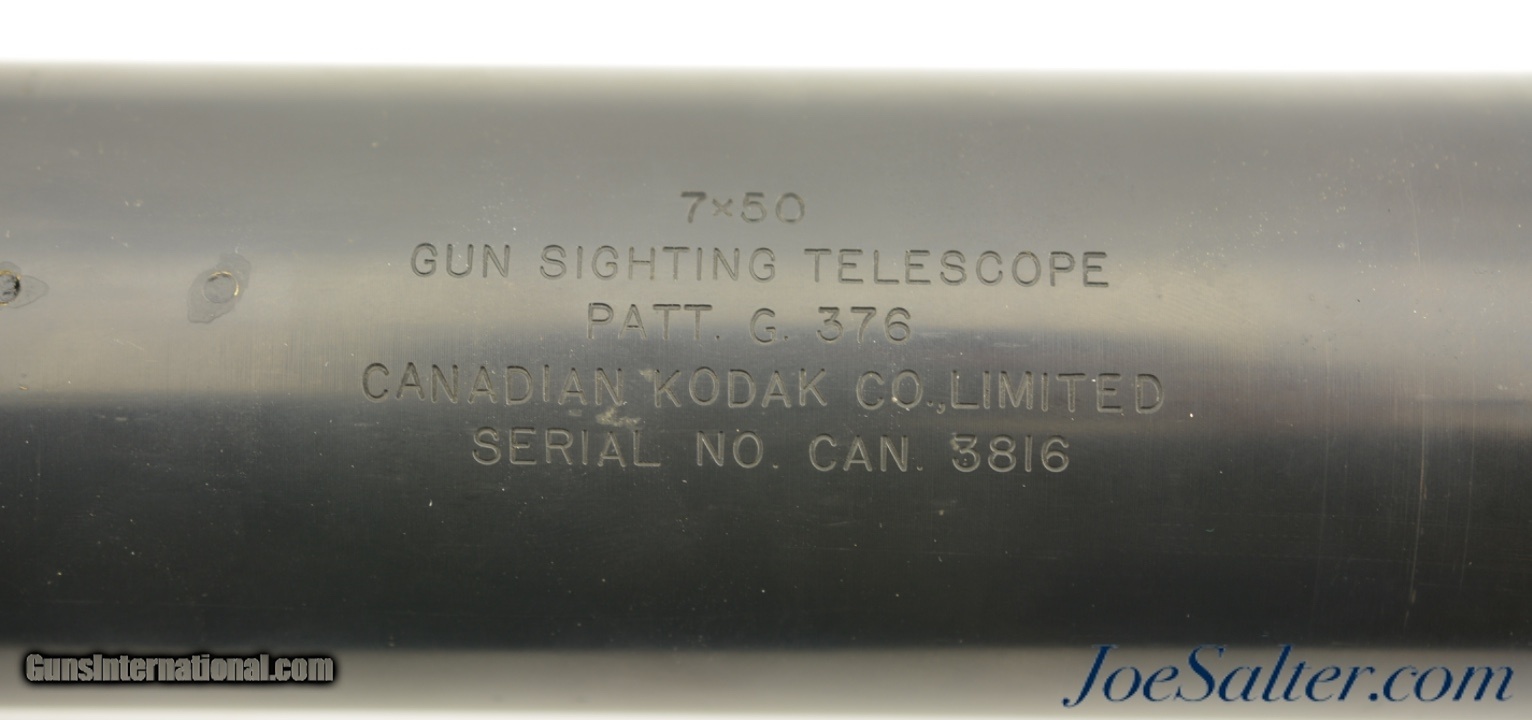 7×50
GUN SIGHTING TELESCOPE
PATT. G. 376
CANADIAN KODAK CO., LIMITED
SERIAL NO. CAN. 3816
GunsInternational.com
JoeSalter.com